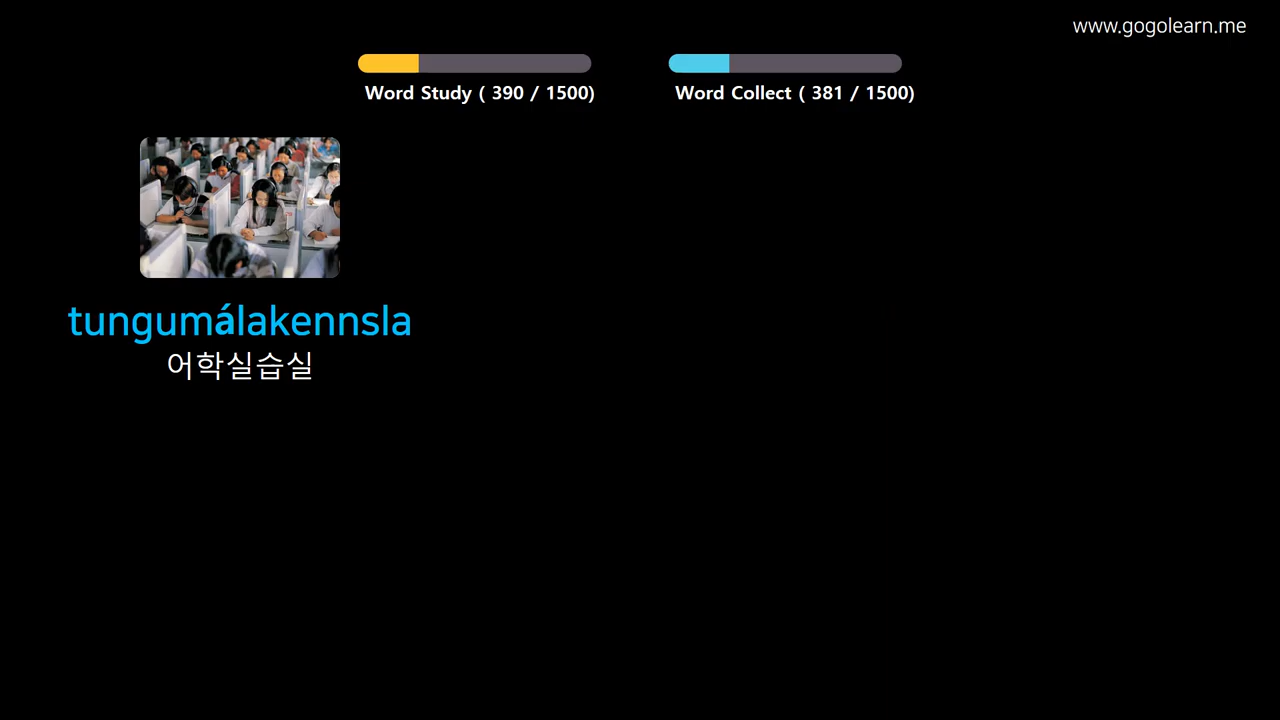 www.gogolearn.me
Word Study ( 390 / 1500)
Word Collect ( 381 / 1500)
tungumálakennsla
어학실습실